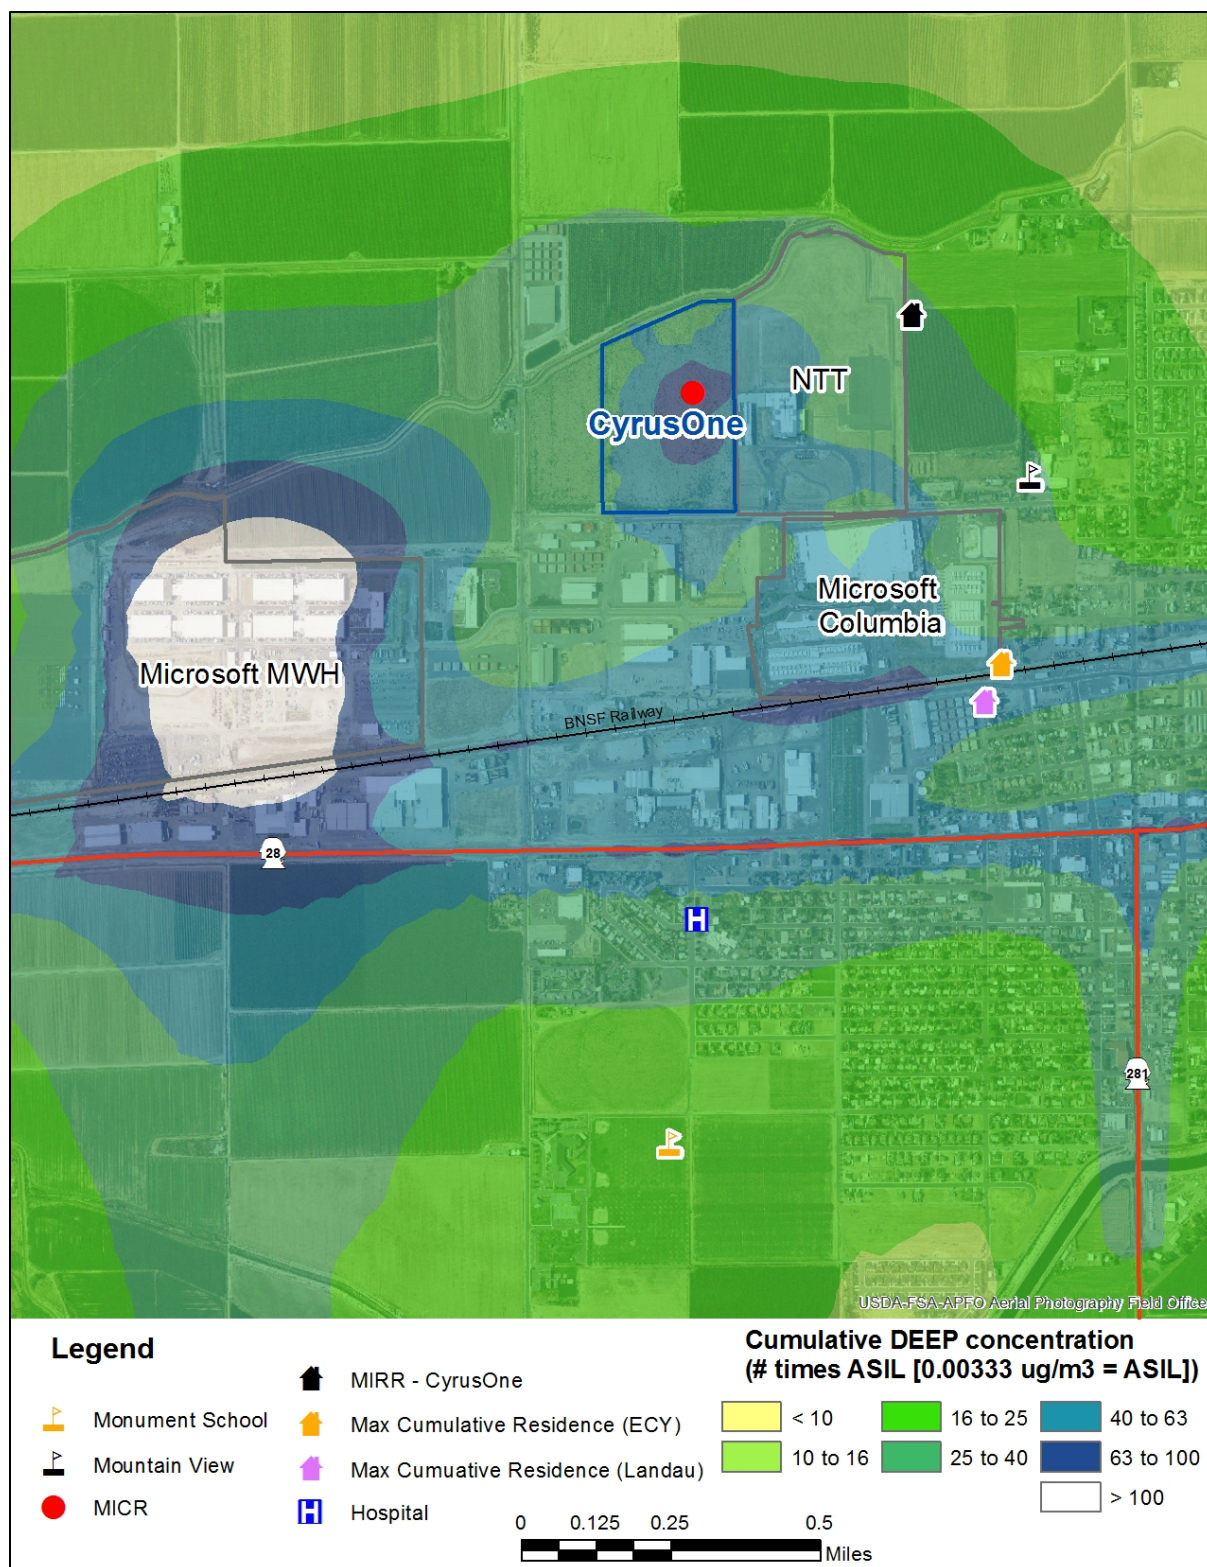 NTT
CyrusOne
Microsoft
Columbia
Microsoft MWH
BNSF Railway
28
H
281
USDA-FSA-APFO Aerial Photography Field Office
Legend
Monument School
Mountain View
MICR
MIRR - CyrusOne
Max Cumulative Residence (ECY)
Max Cumuative Residence (Landau)
H Hospital
Cumulative DEEP concentration
(# times ASIL [0.00333 ug/m3 = ASIL])
< 10
10 to 16
16 to 25
25 to 40
40 to 63
63 to 100
> 100
0 0.125 0.25 0.5
Miles